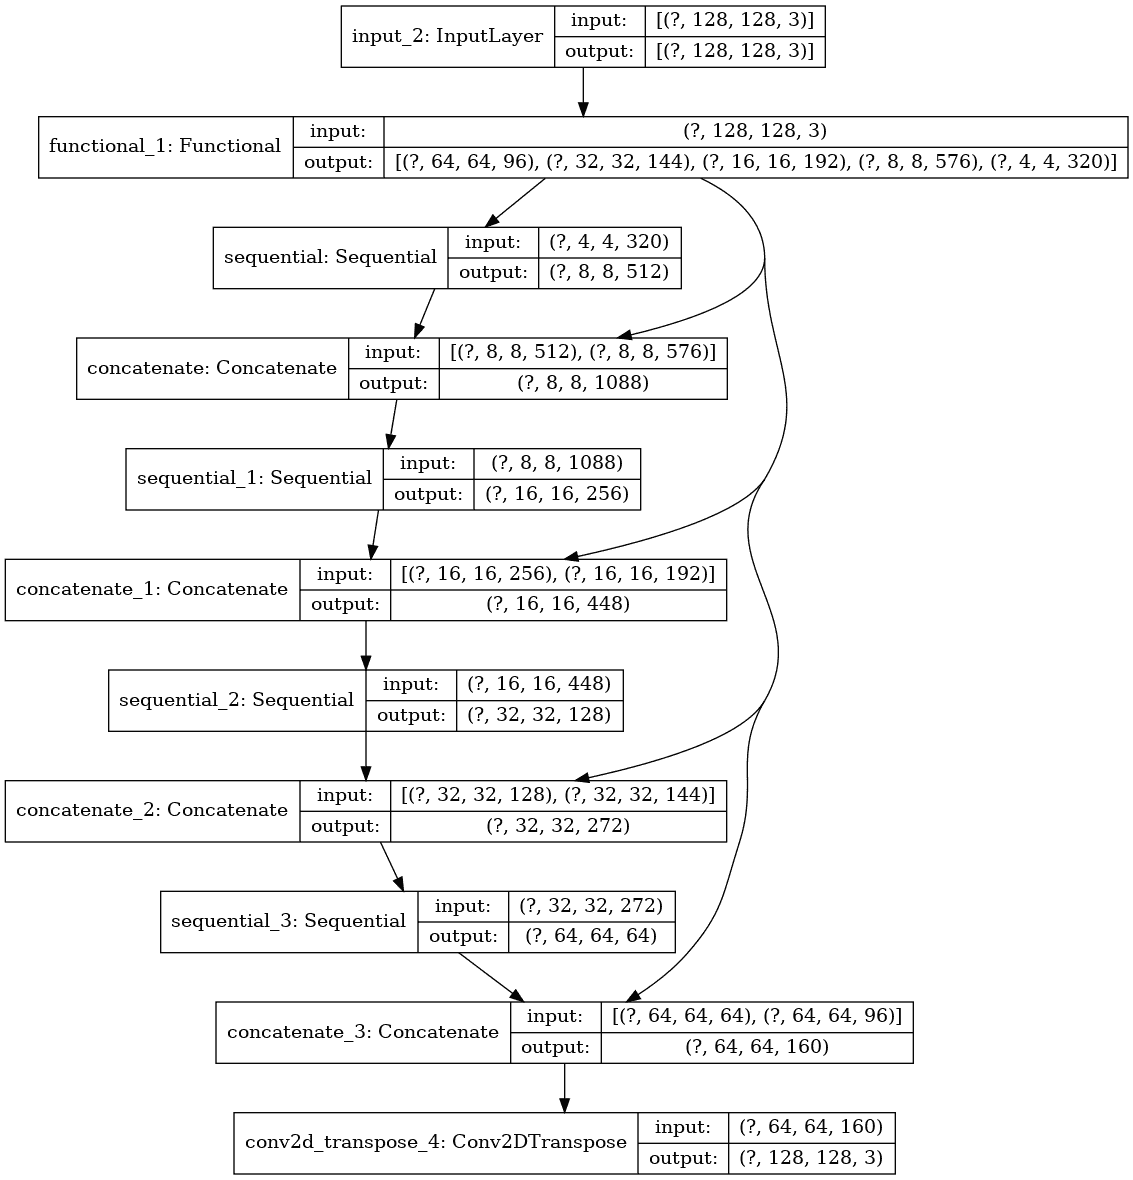 input_2: InputLayer
input: [(?, 128, 128, 3)]
output: [(?, 128, 128, 3)]
functional_1: Functional
input: (?, 128, 128, 3)
output: [(?, 64, 64, 96), (?, 32, 32, 144), (?, 16, 16, 192), (?, 8, 8, 576), (?, 4, 4, 320)]
sequential: Sequential
input: (?, 4, 4, 320)
output: (?, 8, 8, 512)
concatenate: Concatenate
input: [(?, 8, 8, 512), (?, 8, 8, 576)]
output: (?, 8, 8, 1088)
sequential_1: Sequential
input: (?, 8, 8, 1088)
output: (?, 16, 16, 256)
concatenate_1: Concatenate
input: [(?, 16, 16, 256), (?, 16, 16, 192)]
output: (?, 16, 16, 448)
sequential_2: Sequential
input: (?, 16, 16, 448)
output: (?, 32, 32, 128)
concatenate_2: Concatenate
input: [(?, 32, 32, 128), (?, 32, 32, 144)]
output: (?, 32, 32, 272)
sequential_3: Sequential
input: (?, 32, 32, 272)
output: (?, 64, 64, 64)
concatenate_3: Concatenate
input: [(?, 64, 64, 64), (?, 64, 64, 96)]
output: (?, 64, 64, 160)
conv2d_transpose_4: Conv2DTranspose
input: (?, 64, 64, 160)
output: (?, 128, 128, 3)